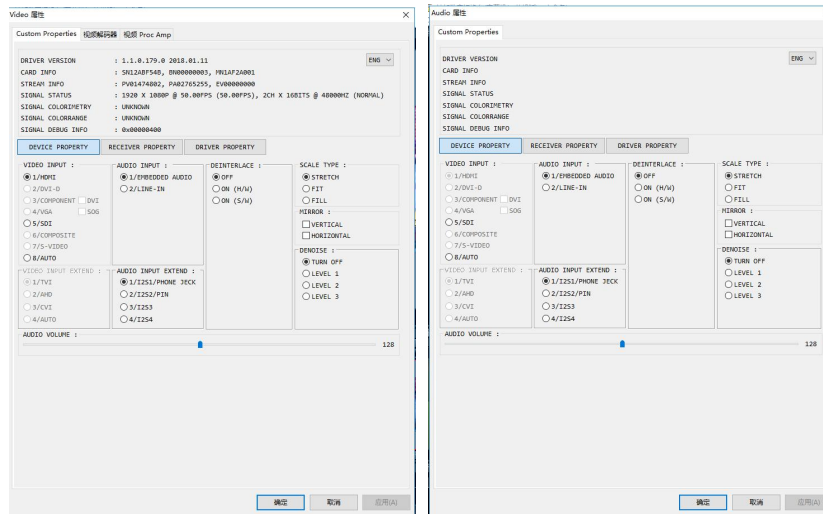 Video 属性
Custom Properties 视频解码器 视频 Proc Amp
DRIVER VERSION : 1.1.0.179.0 2018.01.11 ENG
CARD INFO : SN12ABF54B, BN00000003, MN1AF2A001
STREAM INFO : PV01474802, PA02765255, EV00000000
SIGNAL STATUS : 1920 X 1080P @ 50.00FPS (50.00FPS), 2CH X 16BITS @ 48000HZ (NORMAL)
SIGNAL COLORIMETRY : UNKNOWN
SIGNAL COLORRANGE : UNKNOWN
SIGNAL DEBUG INFO : 0x00000400
DEVICE PROPERTY RECEIVER PROPERTY DRIVER PROPERTY
VIDEO INPUT : AUDIO INPUT : DEINTERLACE : SCALE TYPE :
1/HDMI 1/EMBEDDED AUDIO OFF STRETCH
2/DVI-D 2/LINE-IN ON (H/W) FIT
3/COMPONENT DVI ON (S/W) FILL
4/VGA SOG MIRROR :
5/SDI VERTICAL
6/COMPOSITE HORIZONTAL
7/S-VIDEO DENOISE :
8/AUTO TURN OFF
VIDEO INPUT EXTEND : AUDIO INPUT EXTEND : LEVEL 1
1/TVI 1/I2S1/PHONE JECK LEVEL 2
2/AHD 2/I2S2/PIN LEVEL 3
3/CVI 3/I2S3
4/AUTO 4/I2S4
AUDIO VOLUME :
128
确定 取消 应用(A)
Audio 属性
Custom Properties
DRIVER VERSION ENG
CARD INFO
STREAM INFO
SIGNAL STATUS
SIGNAL COLORIMETRY
SIGNAL COLORRANGE
SIGNAL DEBUG INFO
DEVICE PROPERTY RECEIVER PROPERTY DRIVER PROPERTY
VIDEO INPUT : AUDIO INPUT : DEINTERLACE : SCALE TYPE :
1/HDMI 1/EMBEDDED AUDIO OFF STRETCH
2/DVI-D 2/LINE-IN ON (H/W) FIT
3/COMPONENT DVI ON (S/W) FILL
4/VGA SOG MIRROR :
5/SDI VERTICAL
6/COMPOSITE HORIZONTAL
7/S-VIDEO DENOISE :
8/AUTO TURN OFF
VIDEO INPUT EXTEND : AUDIO INPUT EXTEND : LEVEL 1
1/TVI 1/I2S1/PHONE JECK LEVEL 2
2/AHD 2/I2S2/PIN LEVEL 3
3/CVI 3/I2S3
4/AUTO 4/I2S4
AUDIO VOLUME :
128
确定 取消 应用(A)